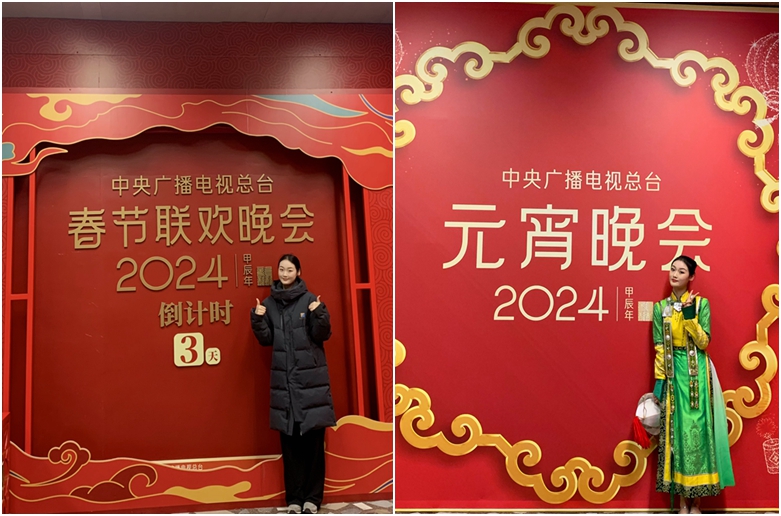 中央广播电视总台
春节联欢晚会
2024 甲辰年
倒计时
3天
中央广播电视总台
元宵晚会
2024 甲辰年